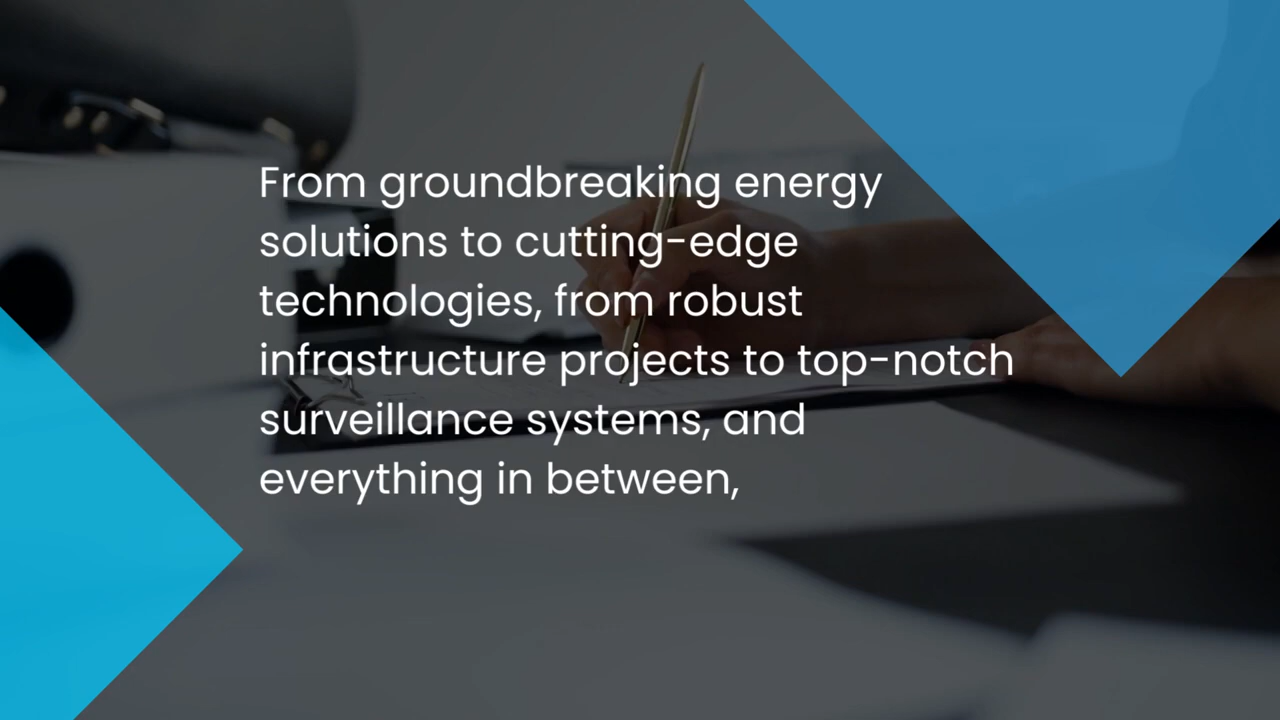 From groundbreaking energy
solutions to cutting-edge
technologies, from robust
infrastructure projects to top-notch
surveillance systems, and
everything in between,